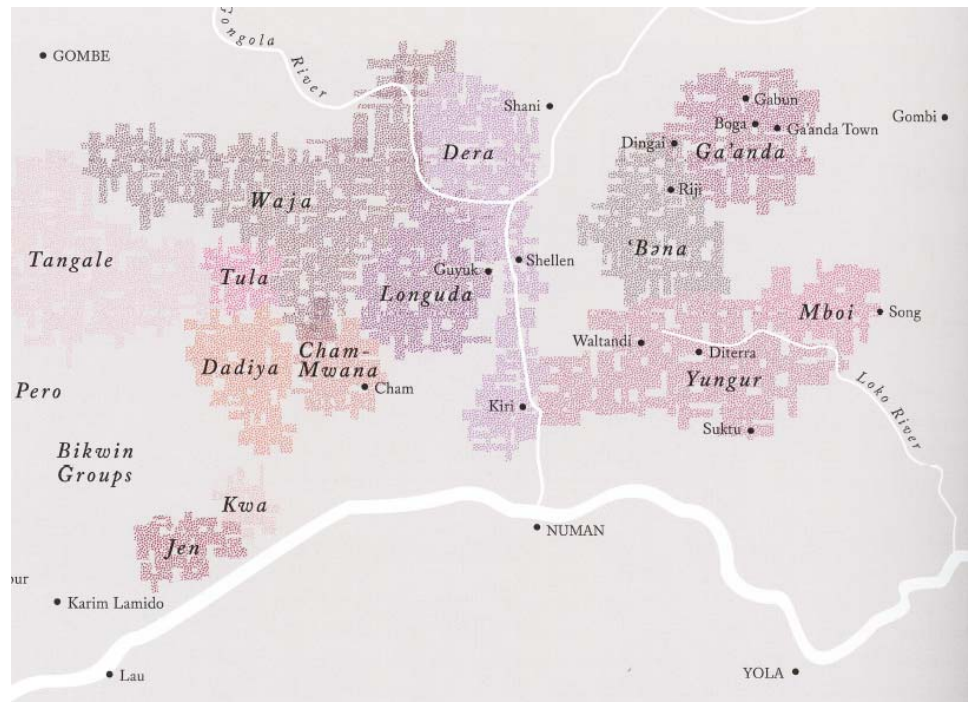 Gongola
River
GOMBE
Shani
Gabun
Boga
Ga'anda Town
Gombi
Dingai
Ga'anda
Dera
Waja
Riji
Tangale
Tula
Guyuk
Shellen
'Bəna
Longuda
Mboi
Song
Waltandi
Diterra
Dadiya
Cham-
Mwana
Cham
Yungur
Pero
Kiri
Loko River
Suktu
Bikwin
Groups
Kwa
Jen
NUMAN
Karim Lamido
Lau
YOLA